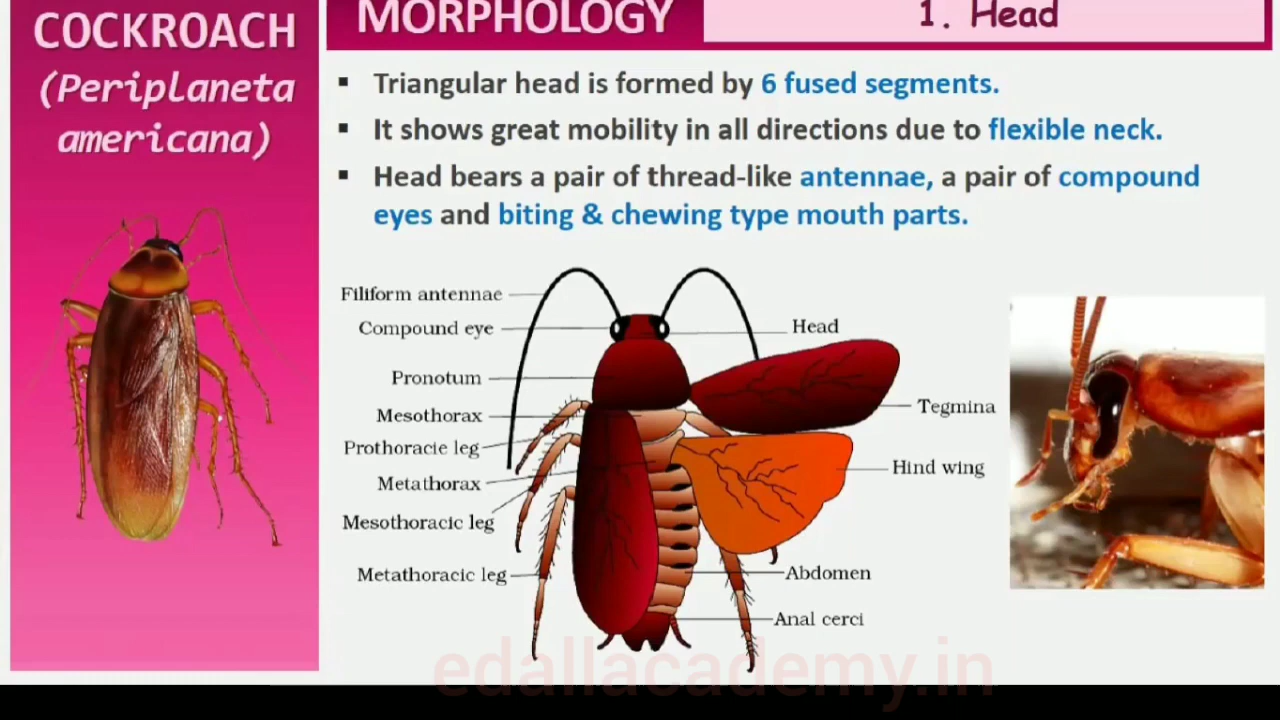 COCKROACH
(Periplaneta
americana)
MORPHOLOGY
1. Head
▪ Triangular head is formed by 6 fused segments.
▪ It shows great mobility in all directions due to flexible neck.
▪ Head bears a pair of thread-like antennae, a pair of compound
eyes and biting & chewing type mouth parts.
Filiform antennae
Compound eye
Head
Pronotum
Mesothorax
Tegmina
Prothoracie leg
Hind wing
Metathorax
Mesothoracic leg
Metathoracic leg
Abdomen
Anal cerci
edallacademy.in